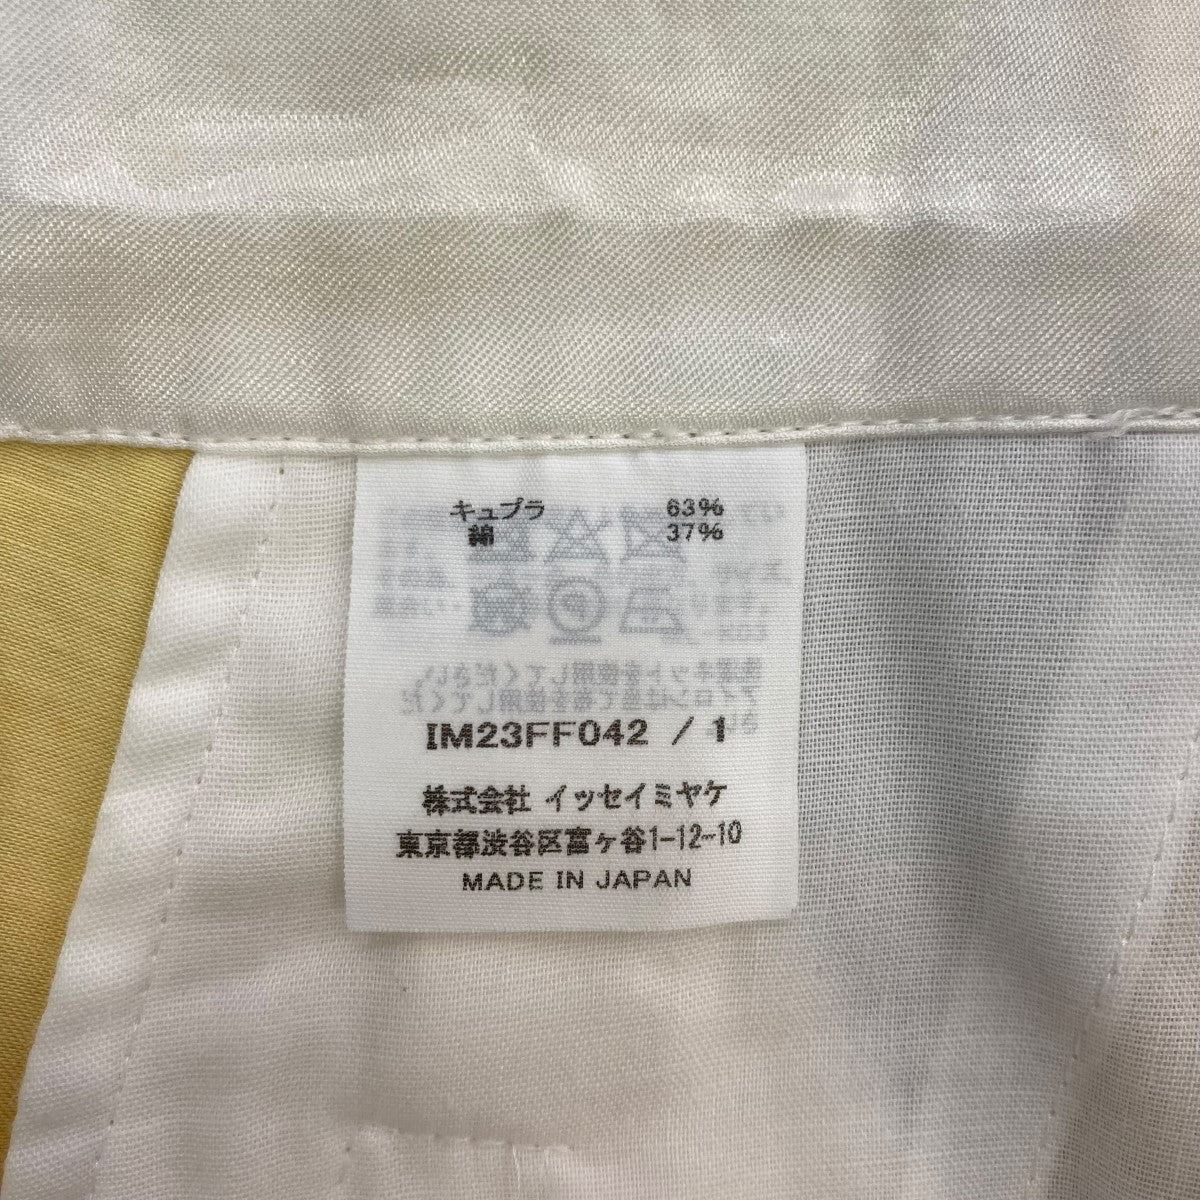 キュプラ 63%
綿 37%
IM23FF042 / 1
株式会社 イッセイミヤケ
東京都渋谷区富ヶ谷1-12-10
MADE IN JAPAN